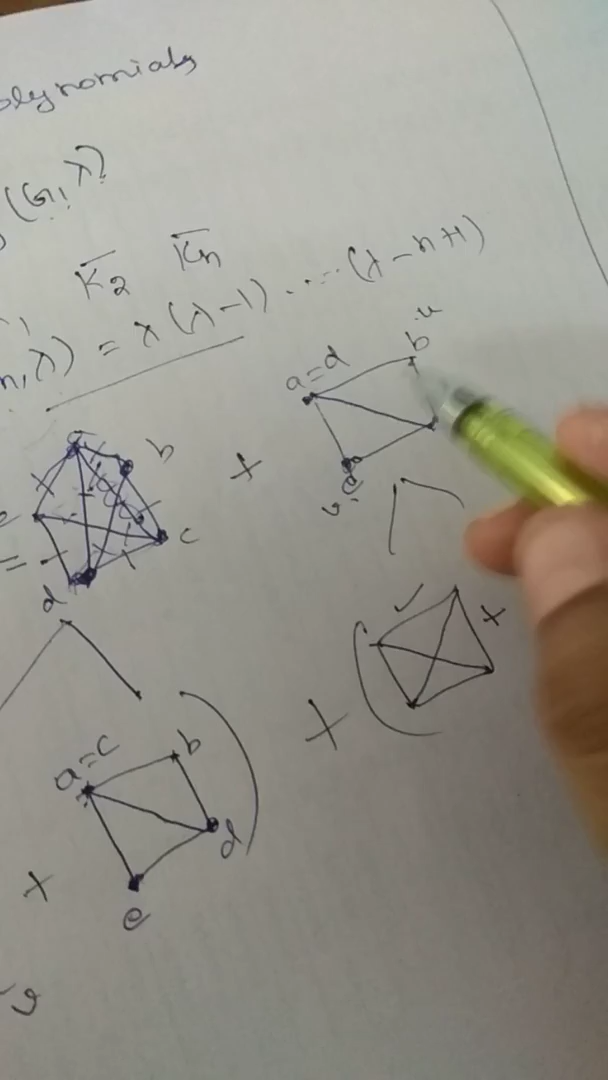 olynomials
(G, λ)
K̅₂ K̅n
n, λ) = λ (λ-1) ..... (λ-n+1)
a=d b u
+
b
e c
v, e
=
d
+ ( ✓ x
a=c b )
+ d
e